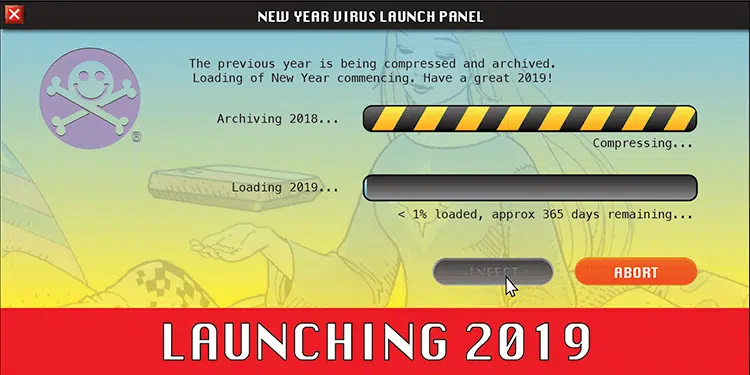 NEW YEAR VIRUS LAUNCH PANEL
The previous year is being compressed and archived.
Loading of New Year commencing. Have a great 2019!
®
Archiving 2018...
Compressing...
Loading 2019...
< 1% loaded, approx 365 days remaining...
INFECT
ABORT
LAUNCHING 2019